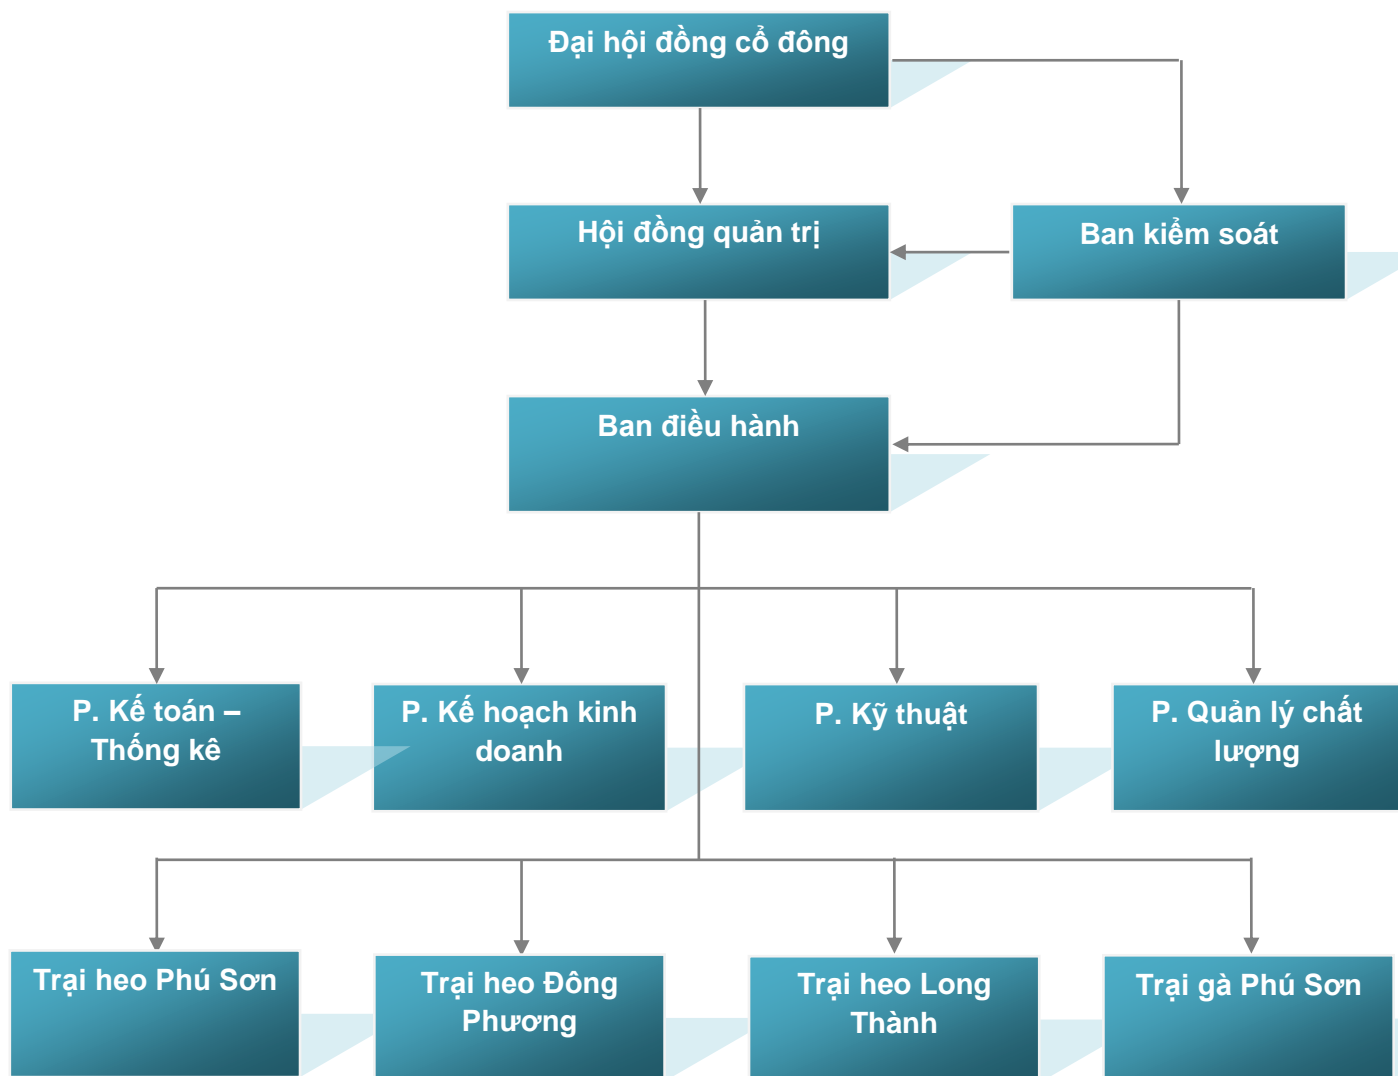 Đại hội đồng cổ đông
Hội đồng quản trị
Ban kiểm soát
Ban điều hành
P. Kế toán –
Thống kê
P. Kế hoạch kinh
doanh
P. Kỹ thuật
P. Quản lý chất
lượng
Trại heo Phú Sơn
Trại heo Đông
Phương
Trại heo Long
Thành
Trại gà Phú Sơn